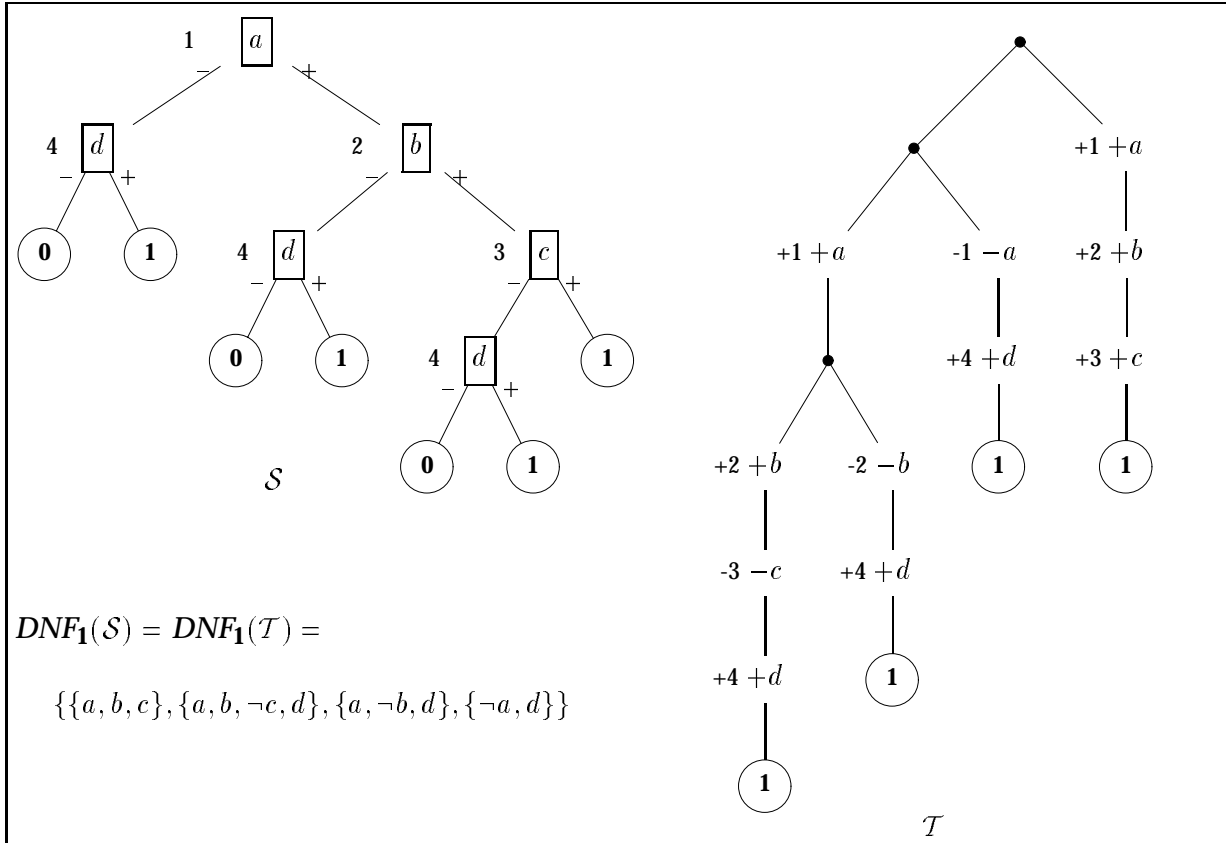 1 a
− +
4 d 2 b +1 +a
− + − +
0 1 4 d 3 c +1 +a -1 −a +2 +b
− + − +
0 1 4 d 1 +4 +d +3 +c
− +
0 1 +2 +b -2 −b 1 1
S
-3 −c +4 +d
DNF1(S) = DNF1(T) =
+4 +d 1
{{a, b, c}, {a, b, ¬c, d}, {a, ¬b, d}, {¬a, d}}
1
T